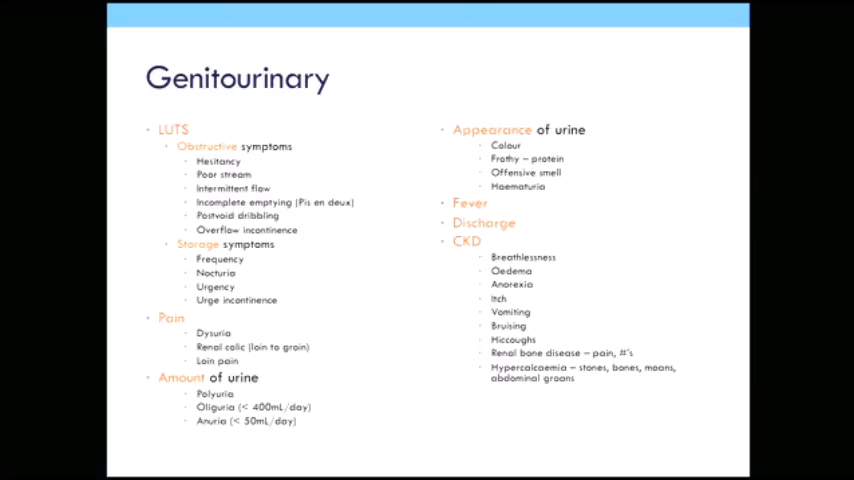 Genitourinary
LUTS
Obstructive symptoms
Hesitancy
Poor stream
Intermittent flow
Incomplete emptying (Pis en deux)
Postvoid dribbling
Overflow incontinence
Storage symptoms
Frequency
Nocturia
Urgency
Urge incontinence
Pain
Dysuria
Renal colic (loin to groin)
Loin pain
Amount of urine
Polyuria
Oliguria (< 400mL/day)
Anuria (< 50mL/day)
Appearance of urine
Colour
Frothy – protein
Offensive smell
Haematuria
Fever
Discharge
CKD
Breathlessness
Oedema
Anorexia
Itch
Vomiting
Bruising
Hiccoughs
Renal bone disease – pain, #'s
Hypercalcaemia – stones, bones, moans,
abdominal groans